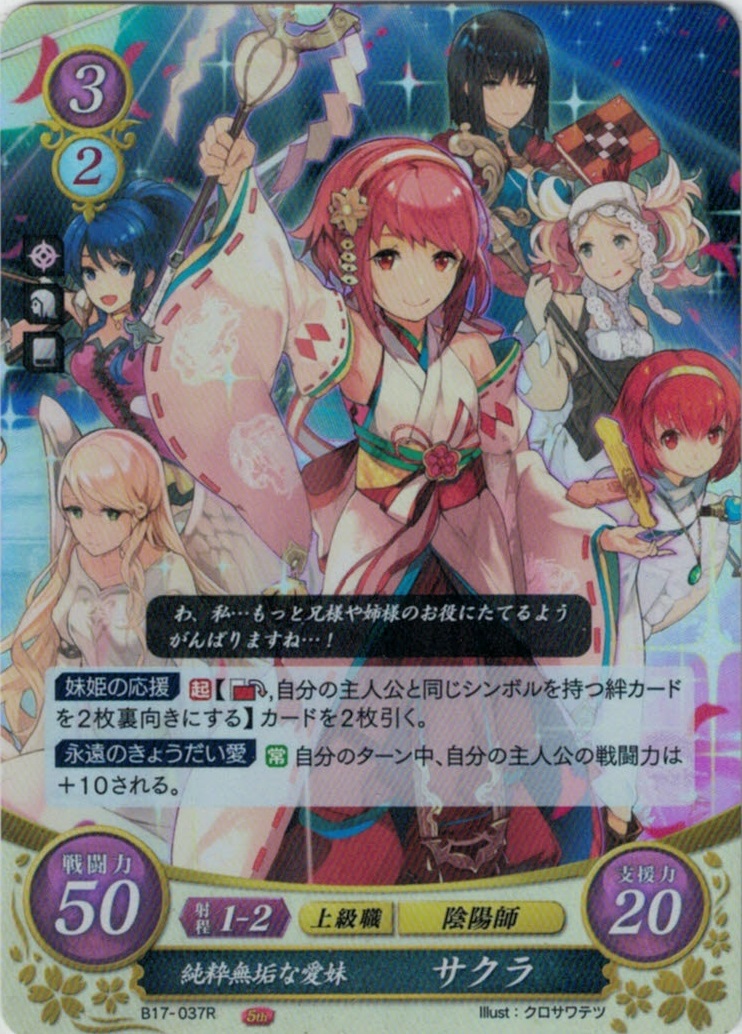 3
2
わ、私…もっと兄様や姉様のお役にたてるよう
がんばりますね…!
妹姫の応援 起【 ,自分の主人公と同じシンボルを持つ絆カード
を2枚裏向きにする】カードを2枚引く。
永遠のきょうだい愛 常 自分のターン中、自分の主人公の戦闘力は
+10される。
戦闘力
50
射程 1-2 上級職 陰陽師
支援力
20
純粋無垢な愛妹 サクラ
B17-037R 5th Illust:クロサワテツ